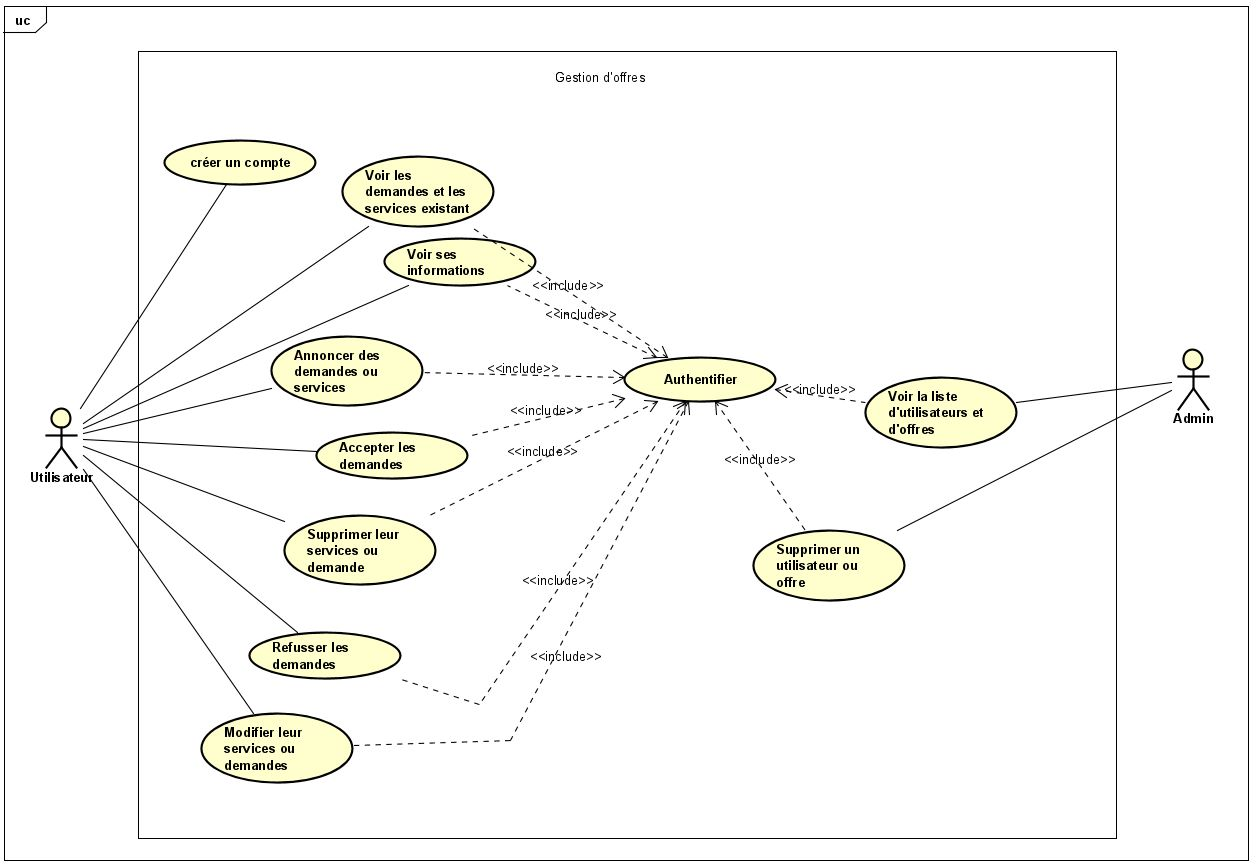 uc
Gestion d'offres
créer un compte
Voir les
demandes et les
services existant
Voir ses
informations
<<include>>
<<include>>
Annoncer des
demandes ou
services
<<include>>
Authentifier
<<include>>
Voir la liste
d'utilisateurs et
d'offres
Admin
<<include>>
Accepter les
demandes
<<include>>
<<include>>
Utilisateur
Supprimer leur
services ou
demande
Supprimer un
utilisateur ou
offre
<<include>>
Refusser les
demandes
<<include>>
Modifier leur
services ou
demandes